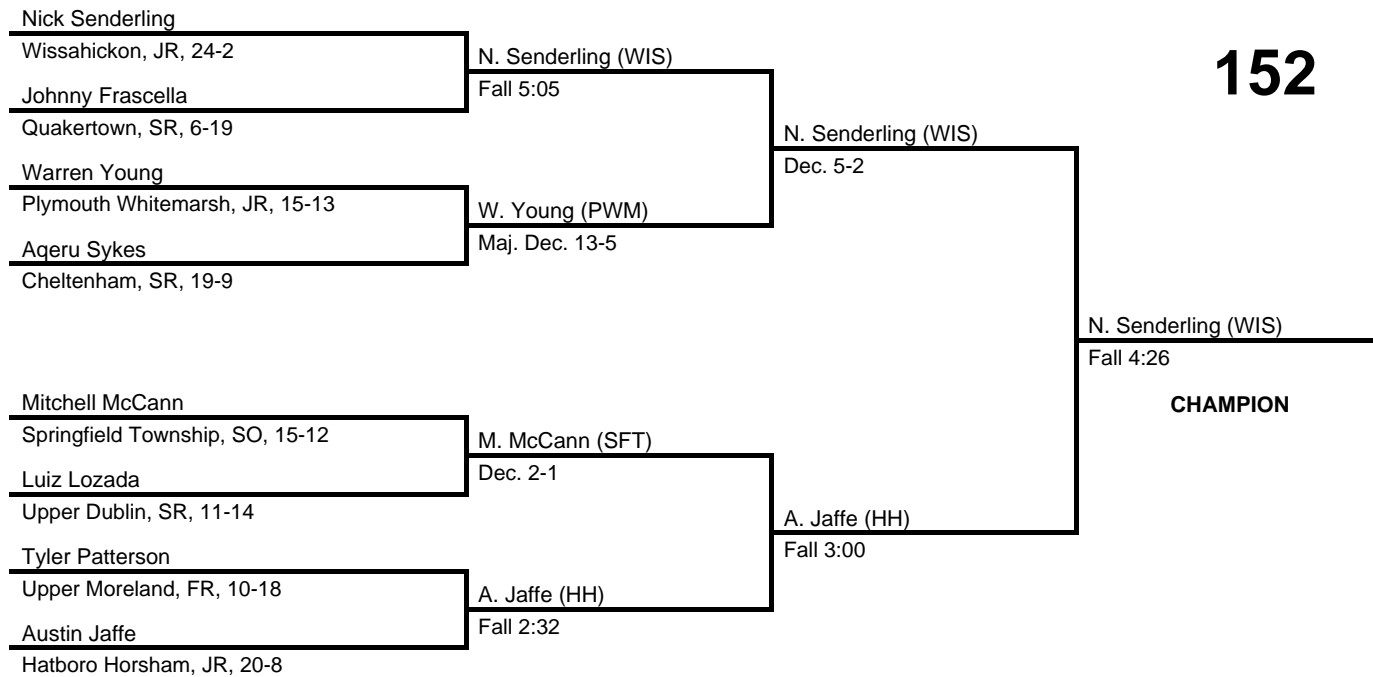 Nick Senderling
Wissahickon, JR, 24-2
N. Senderling (WIS)
Fall 5:05
152
Johnny Frascella
Quakertown, SR, 6-19
N. Senderling (WIS)
Dec. 5-2
Warren Young
Plymouth Whitemarsh, JR, 15-13
W. Young (PWM)
Maj. Dec. 13-5
Aqeru Sykes
Cheltenham, SR, 19-9
N. Senderling (WIS)
Fall 4:26
CHAMPION
Mitchell McCann
Springfield Township, SO, 15-12
M. McCann (SFT)
Dec. 2-1
Luiz Lozada
Upper Dublin, SR, 11-14
A. Jaffe (HH)
Fall 3:00
Tyler Patterson
Upper Moreland, FR, 10-18
A. Jaffe (HH)
Fall 2:32
Austin Jaffe
Hatboro Horsham, JR, 20-8